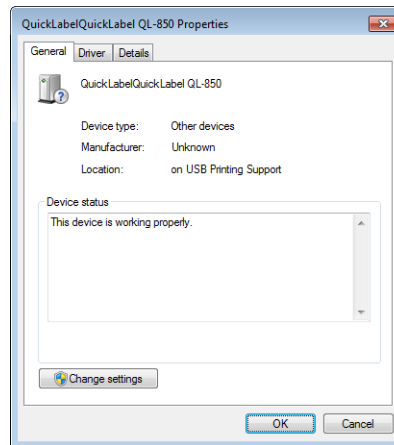 QuickLabelQuickLabel QL-850 Properties
General Driver Details
QuickLabelQuickLabel QL-850
Device type: Other devices
Manufacturer: Unknown
Location: on USB Printing Support
Device status
This device is working properly.
Change settings
OK Cancel